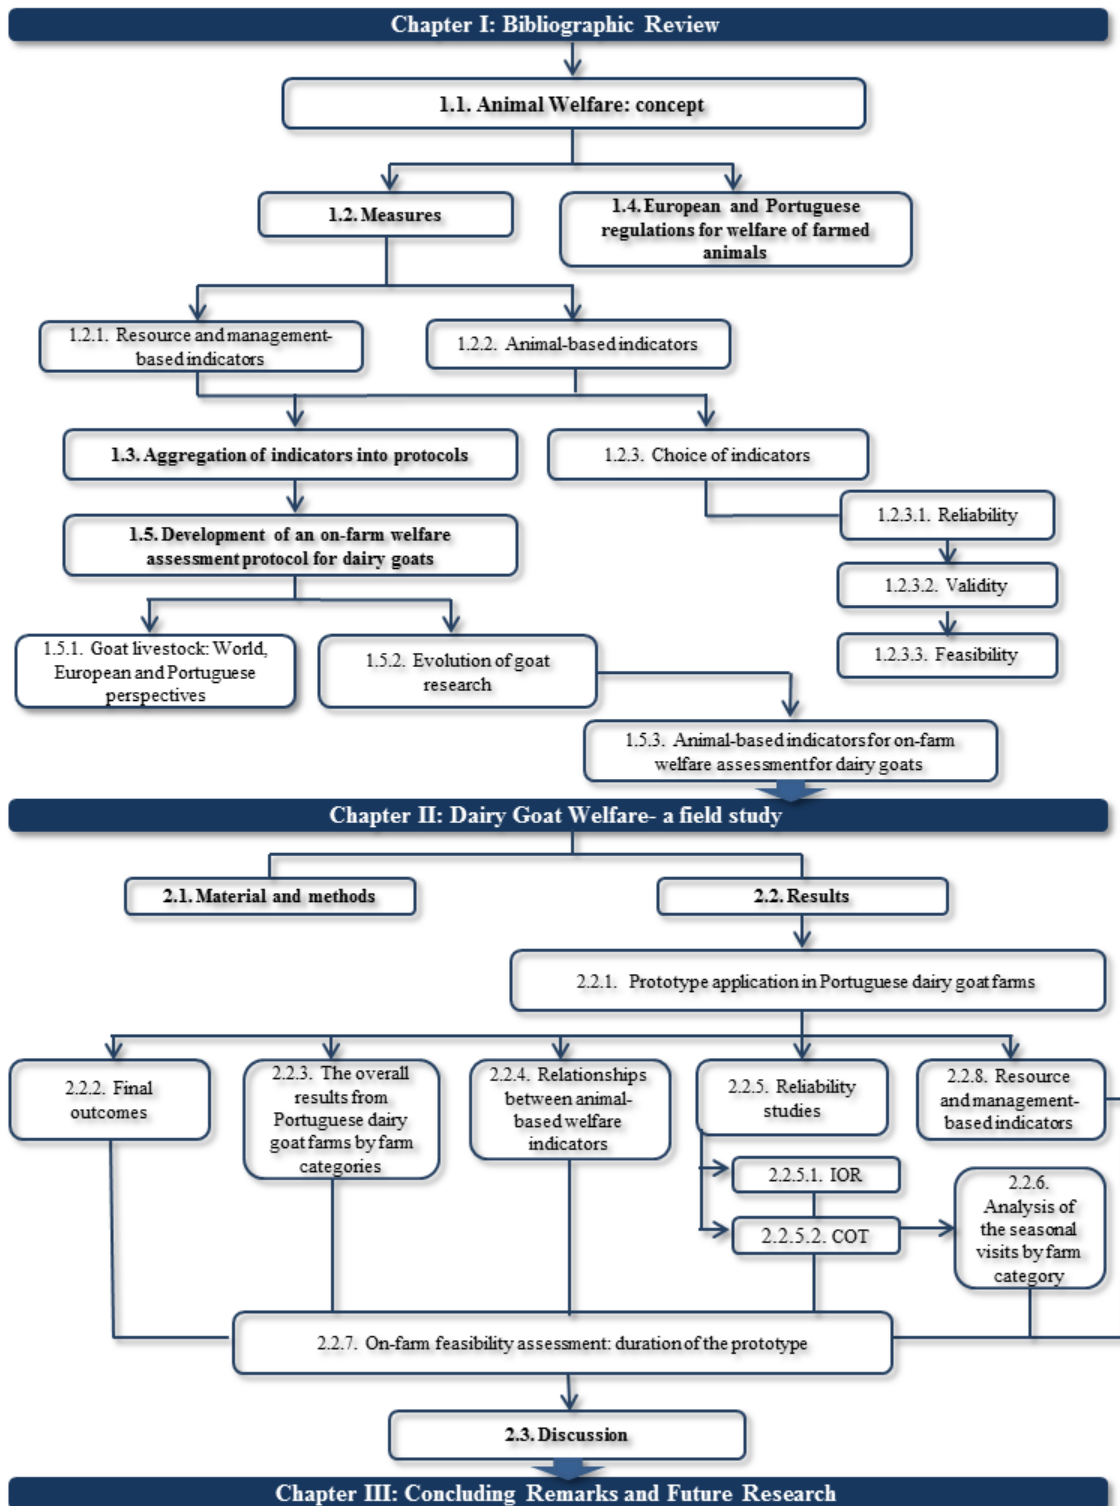 Chapter I: Bibliographic Review
1.1. Animal Welfare: concept
1.2. Measures
1.4. European and Portuguese
regulations for welfare of farmed
animals
1.2.1. Resource and management-
based indicators
1.2.2. Animal-based indicators
1.3. Aggregation of indicators into protocols
1.2.3. Choice of indicators
1.2.3.1. Reliability
1.5. Development of an on-farm welfare
assessment protocol for dairy goats
1.2.3.2. Validity
1.2.3.3. Feasibility
1.5.1. Goat livestock: World,
European and Portuguese
perspectives
1.5.2. Evolution of goat
research
1.5.3. Animal-based indicators for on-farm
welfare assessment for dairy goats
Chapter II: Dairy Goat Welfare- a field study
2.1. Material and methods
2.2. Results
2.2.1. Prototype application in Portuguese dairy goat farms
2.2.2. Final
outcomes
2.2.3. The overall
results from
Portuguese dairy
goat farms by farm
categories
2.2.4. Relationships
between animal-
based welfare
indicators
2.2.5. Reliability
studies
2.2.8. Resource
and management-
based indicators
2.2.5.1. IOR
2.2.5.2. COT
2.2.6.
Analysis of
the seasonal
visits by farm
category
2.2.7. On-farm feasibility assessment: duration of the prototype
2.3. Discussion
Chapter III: Concluding Remarks and Future Research